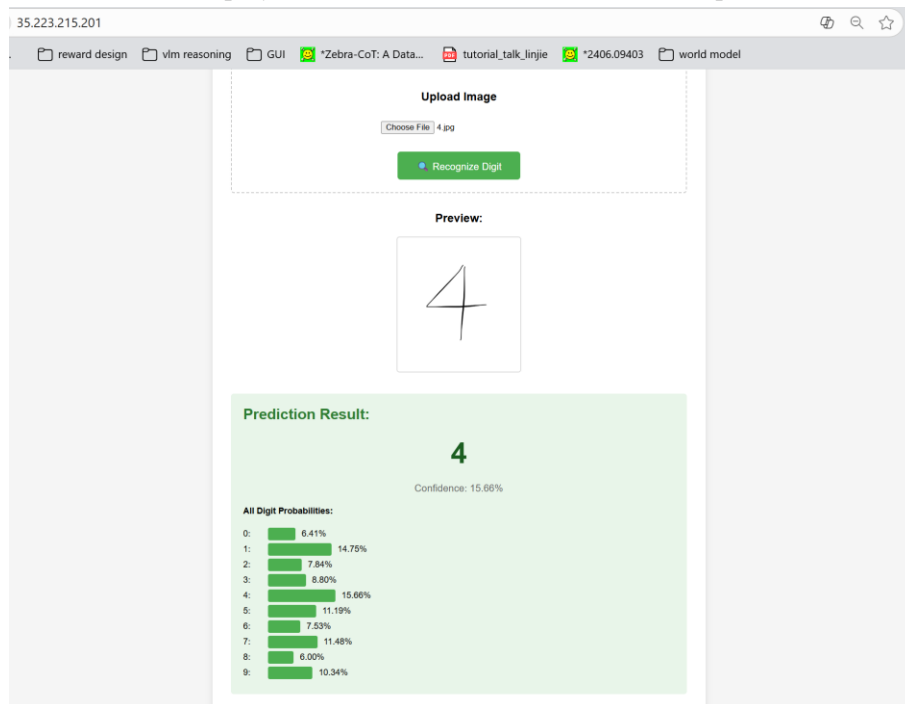 35.223.215.201
reward design vlm reasoning GUI *Zebra-CoT: A Data... tutorial_talk_linjie *2406.09403 world model
Upload Image
Choose File 4.jpg
Recognize Digit
Preview:
4
Prediction Result:
4
Confidence: 15.66%
All Digit Probabilities:
0: 6.41%
1: 14.75%
2: 7.84%
3: 8.80%
4: 15.66%
5: 11.19%
6: 7.53%
7: 11.48%
8: 6.00%
9: 10.34%